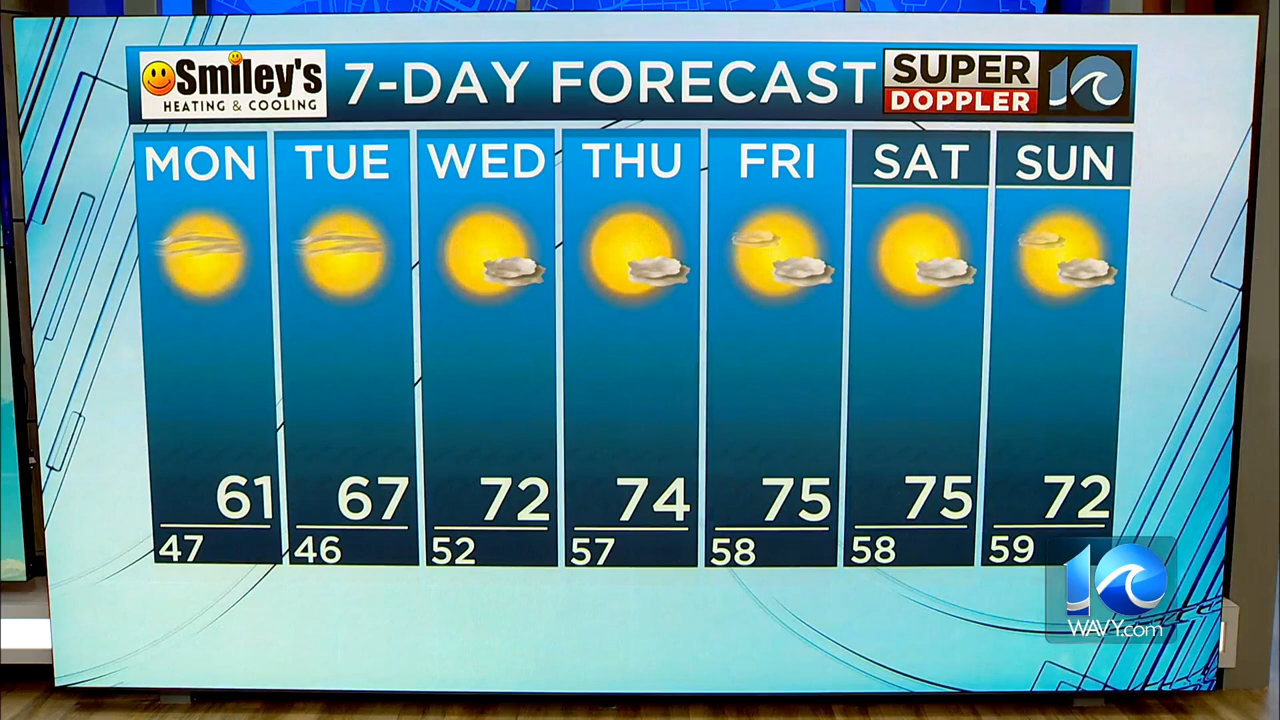 Smiley's
HEATING & COOLING
7-DAY FORECAST
SUPER
DOPPLER
10
MON TUE WED THU FRI SAT SUN
61 67 72 74 75 75 72
47 46 52 57 58 58 59
10
WAVY.com